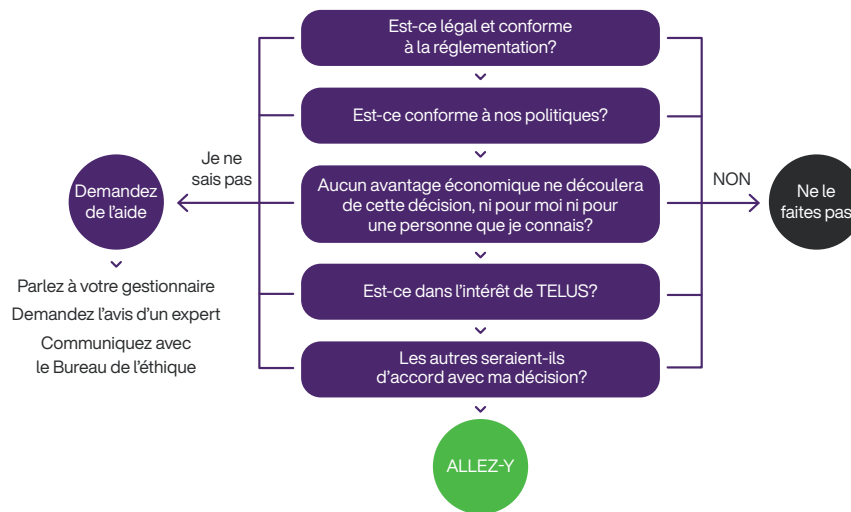 Est-ce légal et conforme
à la réglementation?
Est-ce conforme à nos politiques?
Je ne
sais pas
Demandez
de l'aide
Aucun avantage économique ne découlera
de cette décision, ni pour moi ni pour
une personne que je connais?
NON
Ne le
faites pas
Parlez à votre gestionnaire
Demandez l'avis d'un expert
Communiquez avec
le Bureau de l'éthique
Est-ce dans l'intérêt de TELUS?
Les autres seraient-ils
d'accord avec ma décision?
ALLEZ-Y